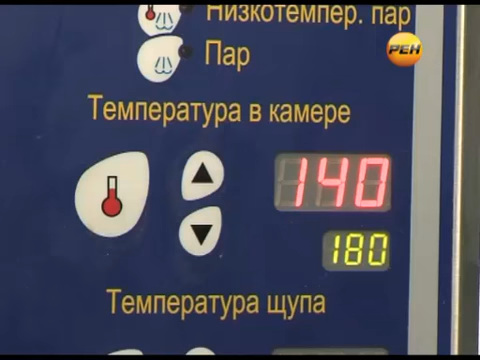 Низкотемпер. пар
РЕН
Пар
Температура в камере
140
180
Температура щупа